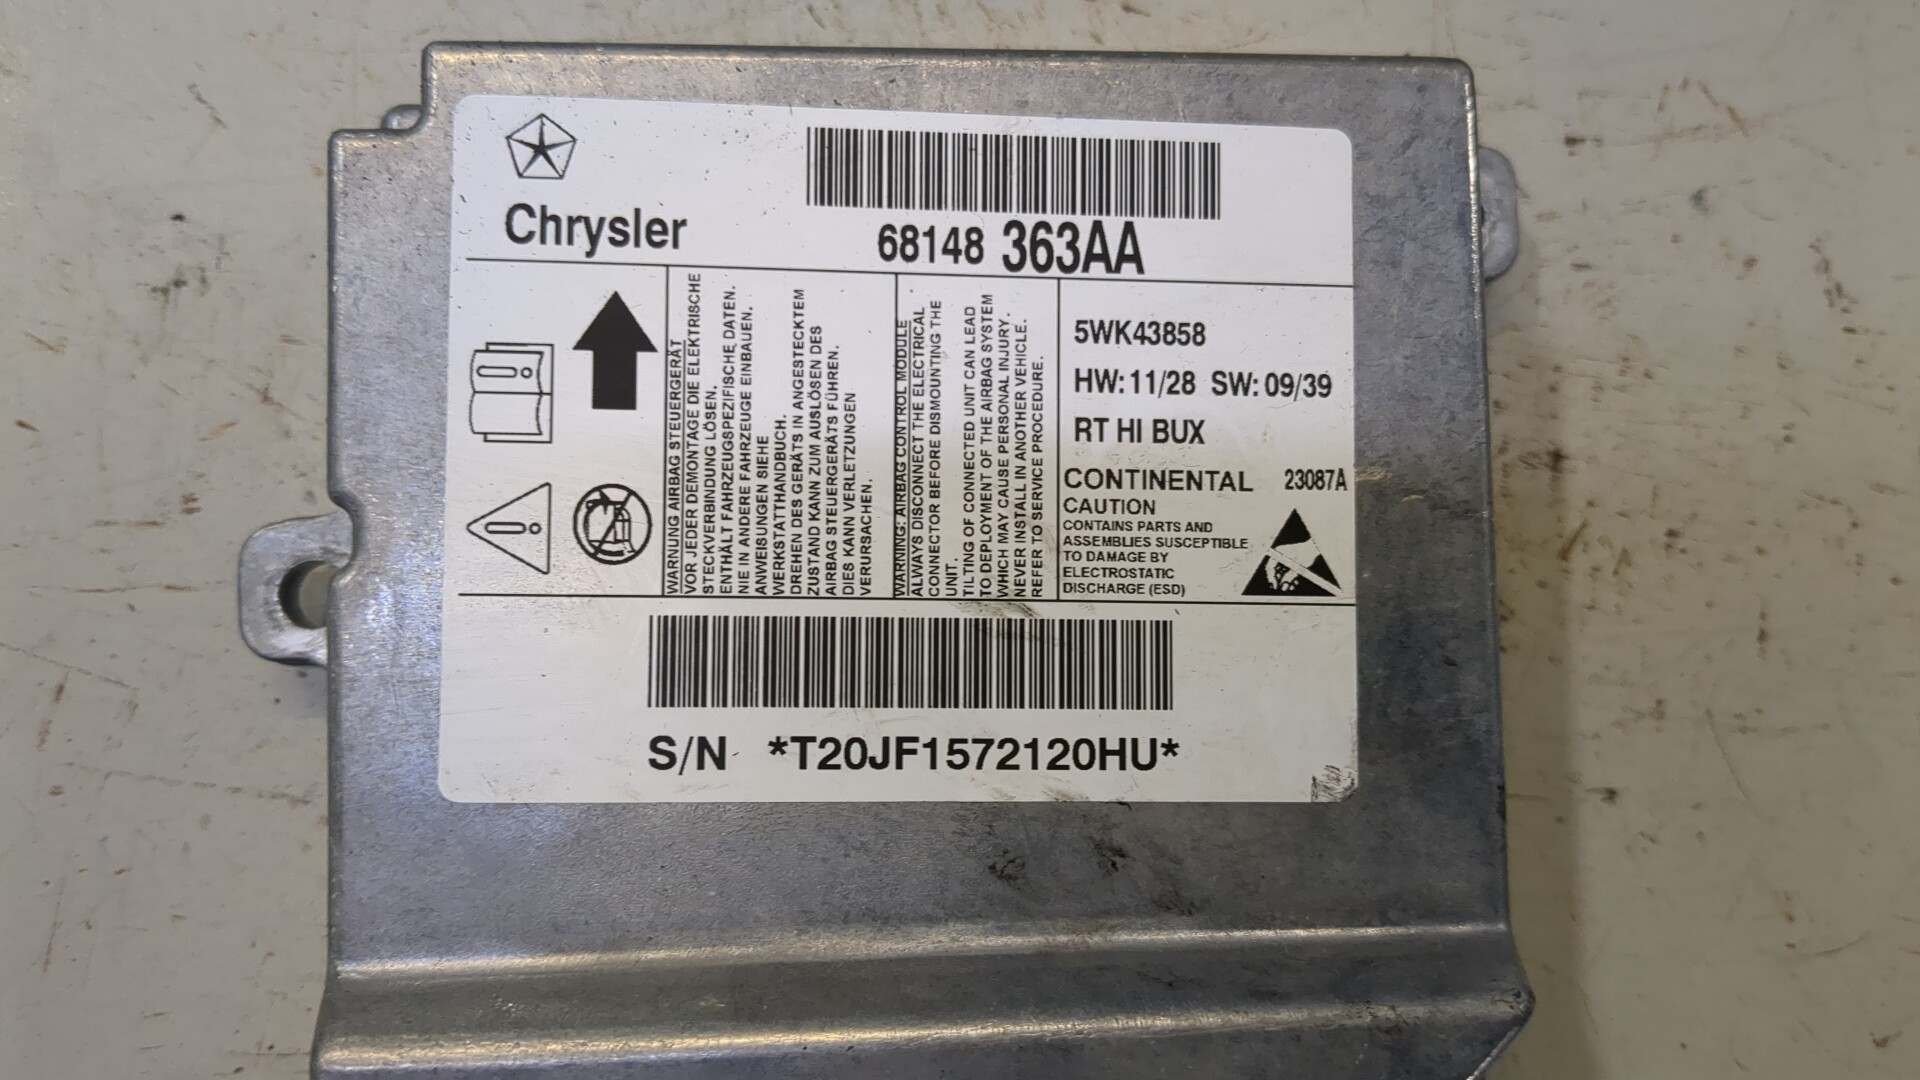 Chrysler
68148 363AA
WARNUNG AIRBAG STEUERGERÄT
VOR JEDER DEMONTAGE DIE ELEKTRISCHE
STECKVERBINDUNG LÖSEN.
ENTHÄLT FAHRZEUGSPEZIFISCHE DATEN.
NIE IN ANDERE FAHRZEUGE EINBAUEN.
ANWEISUNGEN SIEHE
WERKSTATTHANDBUCH.
DREHEN DES GERÄTS IN ANGESTECKTEM
ZUSTAND KANN ZUM AUSLÖSEN DES
AIRBAG STEUERGERÄTS FÜHREN.
DIES KANN VERLETZUNGEN
VERURSACHEN.
WARNING: AIRBAG CONTROL MODULE
ALWAYS DISCONNECT THE ELECTRICAL
CONNECTOR BEFORE DISMOUNTING THE
UNIT.
TILTING OF CONNECTED UNIT CAN LEAD
TO DEPLOYMENT OF THE AIRBAG SYSTEM
WHICH MAY CAUSE PERSONAL INJURY.
NEVER INSTALL IN ANOTHER VEHICLE.
REFER TO SERVICE PROCEDURE.
5WK43858
HW: 11/28 SW: 09/39
RT HI BUX
CONTINENTAL 23087A
CAUTION
CONTAINS PARTS AND
ASSEMBLIES SUSCEPTIBLE
TO DAMAGE BY
ELECTROSTATIC
DISCHARGE (ESD)
S/N *T20JF1572120HU*